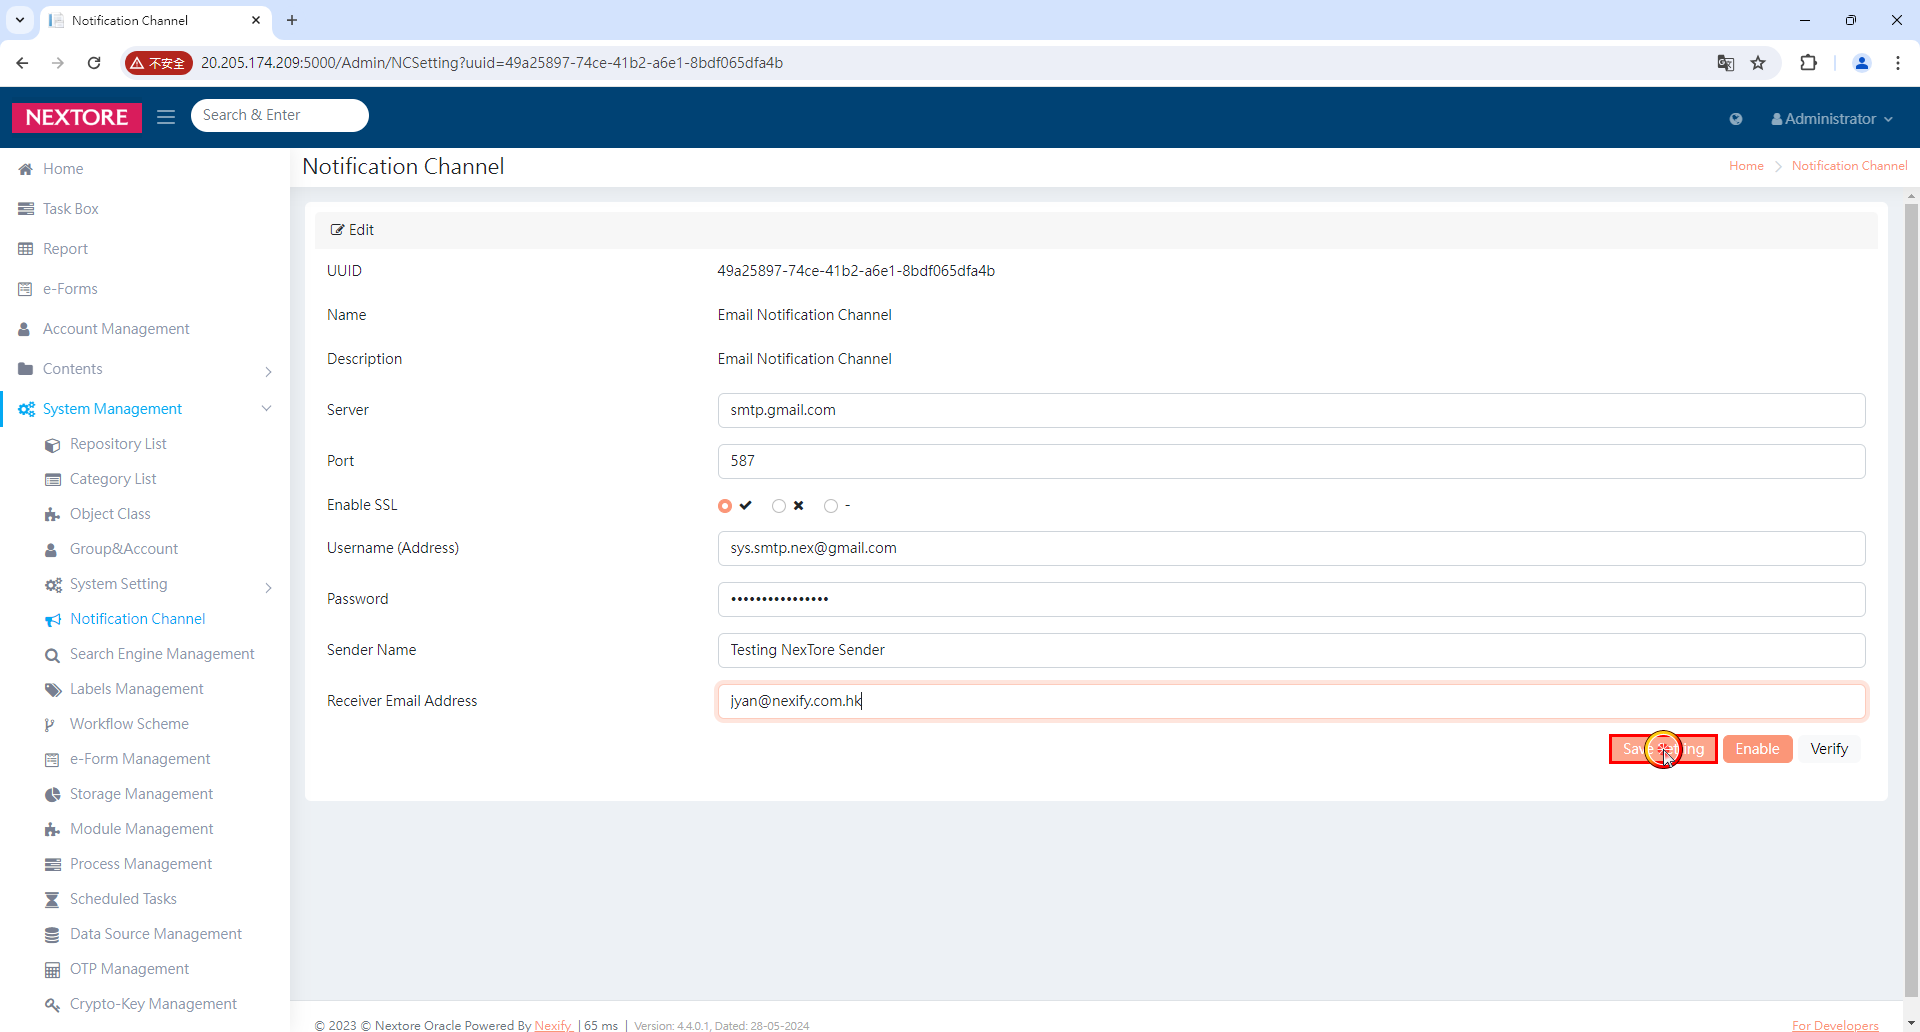 Notification Channel
不安全
20.205.174.209:5000/Admin/NCSetting?uuid=49a25897-74ce-41b2-a6e1-8bdf065dfa4b
NEXTORE
Search & Enter
Administrator
Home
Task Box
Report
e-Forms
Account Management
Contents
System Management
Repository List
Category List
Object Class
Group&Account
System Setting
Notification Channel
Search Engine Management
Labels Management
Workflow Scheme
e-Form Management
Storage Management
Module Management
Process Management
Scheduled Tasks
Data Source Management
OTP Management
Crypto-Key Management
Notification Channel
Home > Notification Channel
Edit
UUID 49a25897-74ce-41b2-a6e1-8bdf065dfa4b
Name Email Notification Channel
Description Email Notification Channel
Server smtp.gmail.com
Port 587
Enable SSL -
Username (Address) sys.smtp.nex@gmail.com
Password ••••••••••••••••
Sender Name Testing NexTore Sender
Receiver Email Address jyan@nexify.com.hk
Save Setting Enable Verify
© 2023 © Nextore Oracle Powered By Nexify | 65 ms | Version: 4.4.0.1, Dated: 28-05-2024
For Developers